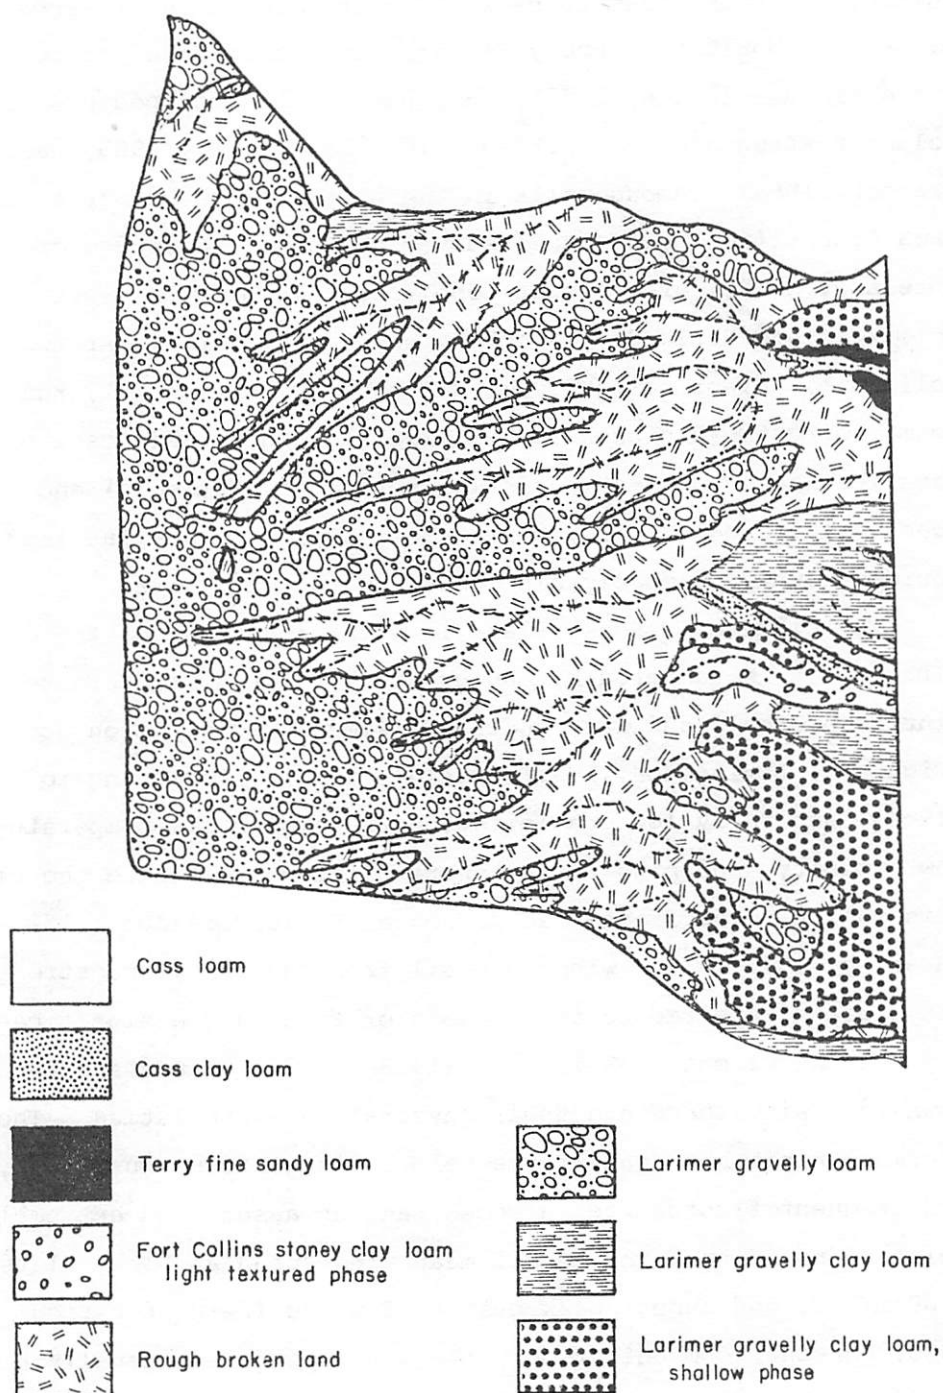 Cass loam
Cass clay loam
Terry fine sandy loam
Fort Collins stoney clay loam
light textured phase
Rough broken land
Larimer gravelly loam
Larimer gravelly clay loam
Larimer gravelly clay loam,
shallow phase